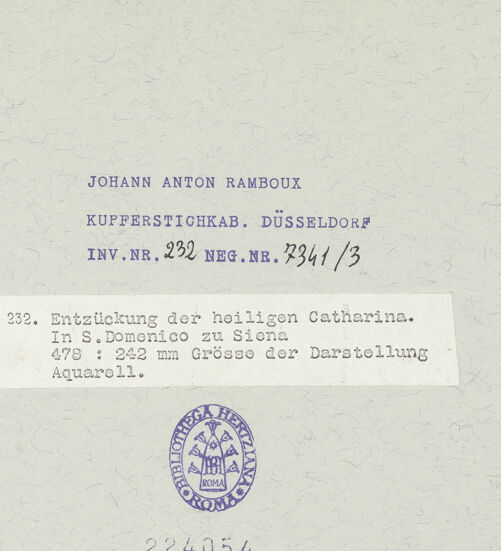 JOHANN ANTON RAMBOUX
KUPFERSTICHKAB. DÜSSELDORF
INV.NR. 232 NEG.NR. 7341/3
232. Entzückung der heiligen Catharina.
In S.Domenico zu Siena
478 : 242 mm Grösse der Darstellung
Aquarell.
BIBLIOTHECA HERTZIANA
ROMA
ROMA
224054